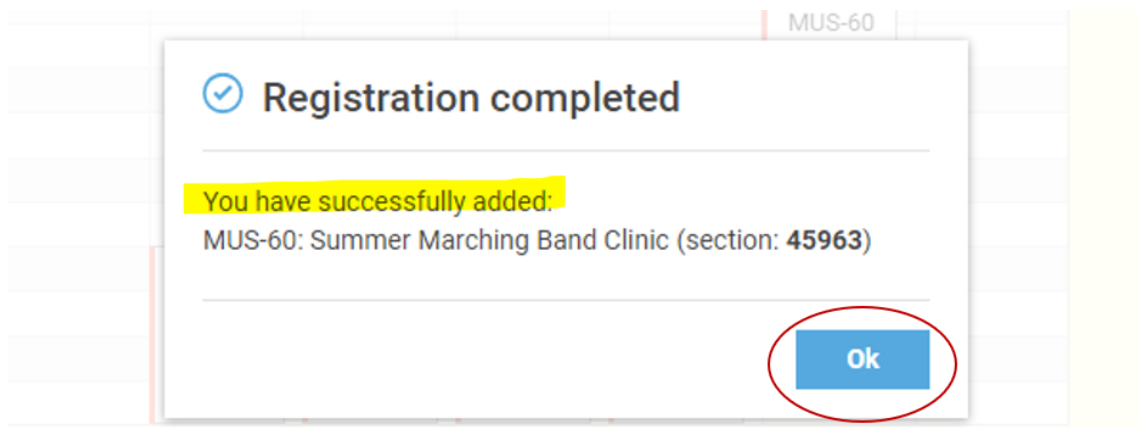 MUS-60
Registration completed
You have successfully added:
MUS-60: Summer Marching Band Clinic (section: 45963)
Ok